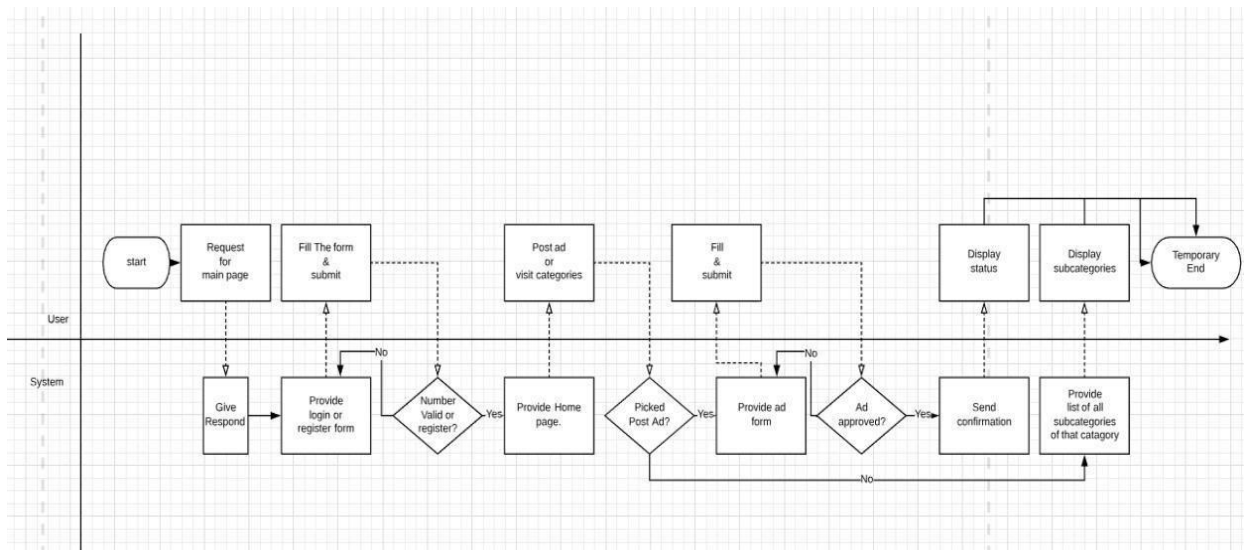 start
Request
for
main page
Fill The form
&
submit
Post ad
or
visit categories
Fill
&
submit
Display
status
Display
subcategories
Temporary
End
User
System
Give
Respond
Provide
login or
register form
No
Number
Valid or
register?
Yes
Provide Home
page.
Picked
Post Ad?
Yes
Provide ad
form
No
Ad
approved?
Yes
Send
confirmation
Provide
list of all
subcategories
of that catagory
No